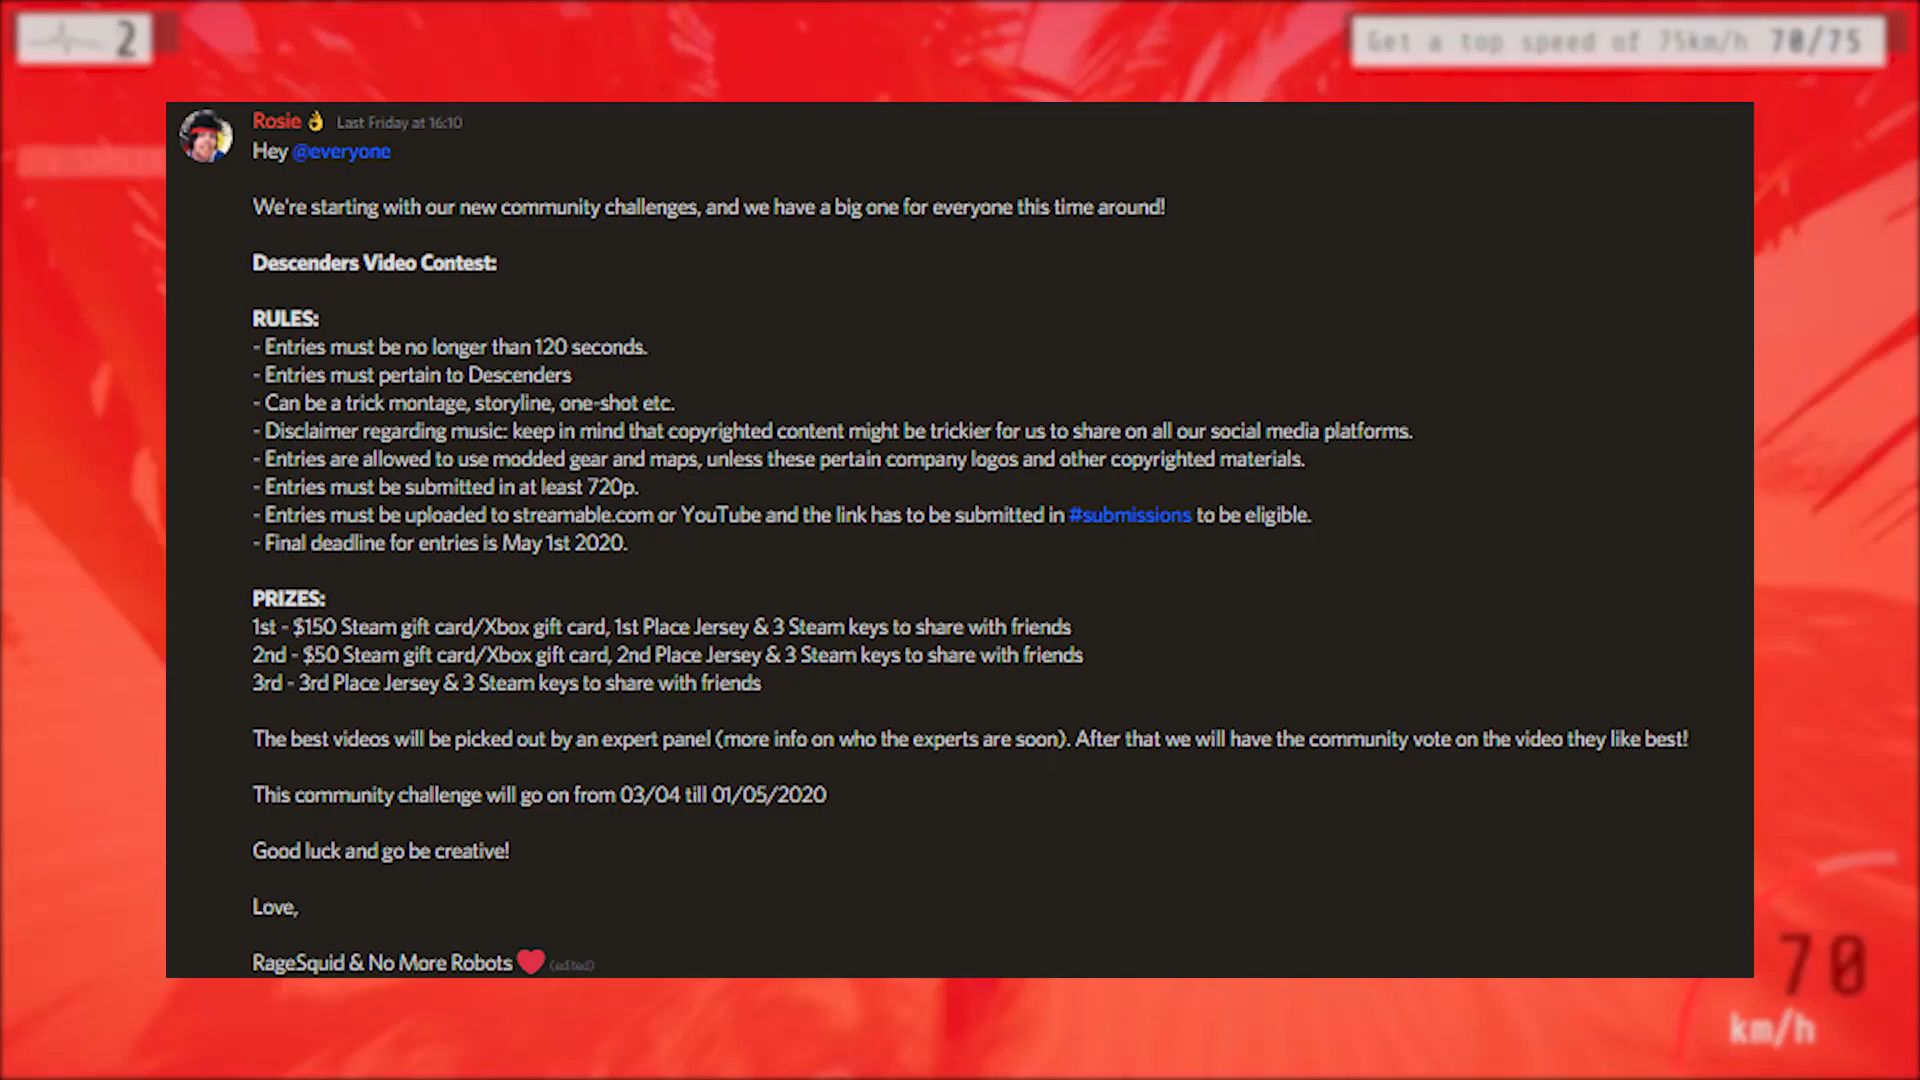 2
Get a top speed of 75km/h 70/75
Rosie 👌 Last Friday at 16:10
Hey @everyone
We're starting with our new community challenges, and we have a big one for everyone this time around!
Descenders Video Contest:
RULES:
- Entries must be no longer than 120 seconds.
- Entries must pertain to Descenders
- Can be a trick montage, storyline, one-shot etc.
- Disclaimer regarding music: keep in mind that copyrighted content might be trickier for us to share on all our social media platforms.
- Entries are allowed to use modded gear and maps, unless these pertain company logos and other copyrighted materials.
- Entries must be submitted in at least 720p.
- Entries must be uploaded to streamable.com or YouTube and the link has to be submitted in #submissions to be eligible.
- Final deadline for entries is May 1st 2020.
PRIZES:
1st - $150 Steam gift card/Xbox gift card, 1st Place Jersey & 3 Steam keys to share with friends
2nd - $50 Steam gift card/Xbox gift card, 2nd Place Jersey & 3 Steam keys to share with friends
3rd - 3rd Place Jersey & 3 Steam keys to share with friends
The best videos will be picked out by an expert panel (more info on who the experts are soon). After that we will have the community vote on the video they like best!
This community challenge will go on from 03/04 till 01/05/2020
Good luck and go be creative!
Love,
RageSquid & No More Robots ❤️ (edited)
70
km/h